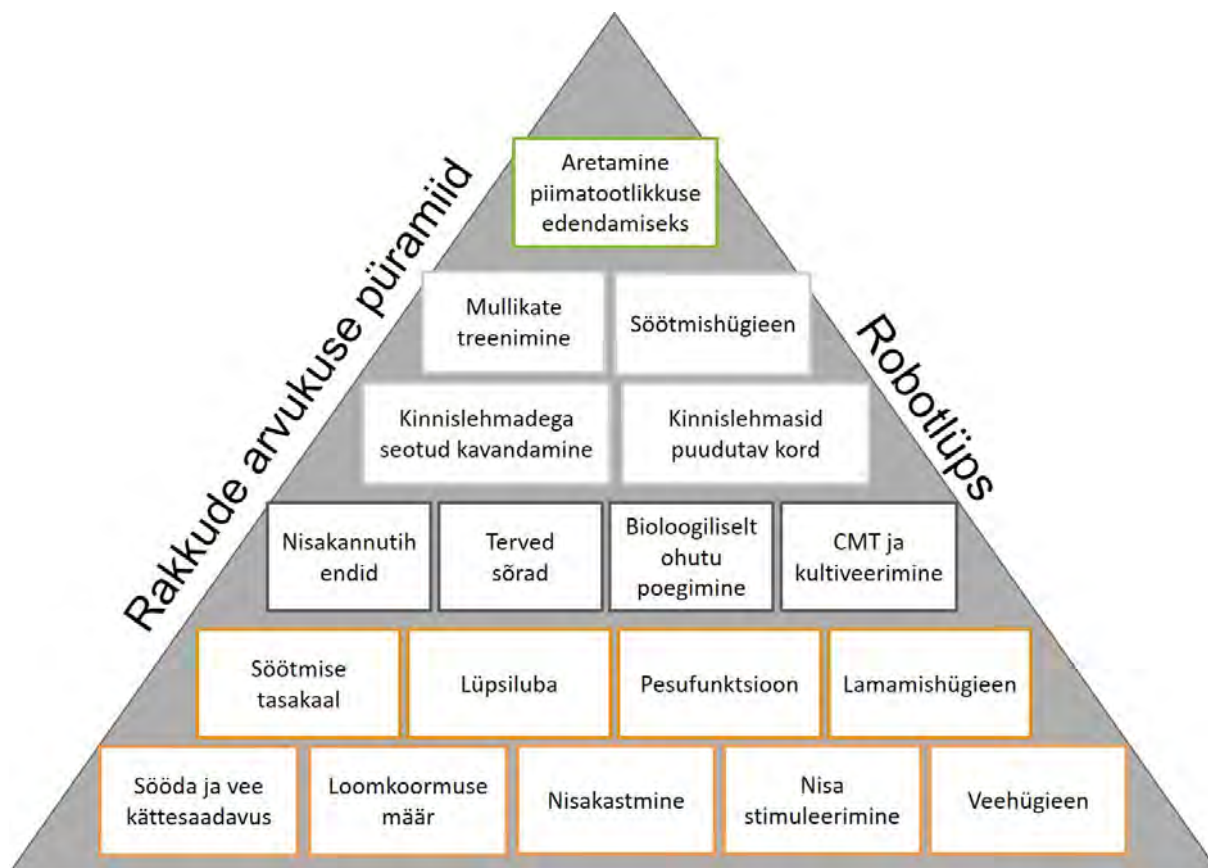 Rakkude arvukuse püramiid
Robotlüps
Aretamine
piimatootlikkuse
edendamiseks
Mullikate
treenimine
Söötmishügieen
Kinnislehmadega
seotud kavandamine
Kinnislehmasid
puudutav kord
Nisakannutih
endid
Terved
sõrad
Bioloogiliselt
ohutu
poegimine
CMT ja
kultiveerimine
Söötmise
tasakaal
Lüpsiluba
Pesufunktsioon
Lamamishügieen
Sööda ja vee
kättesaadavus
Loomkoormuse
määr
Nisakastmine
Nisa
stimuleerimine
Veehügieen